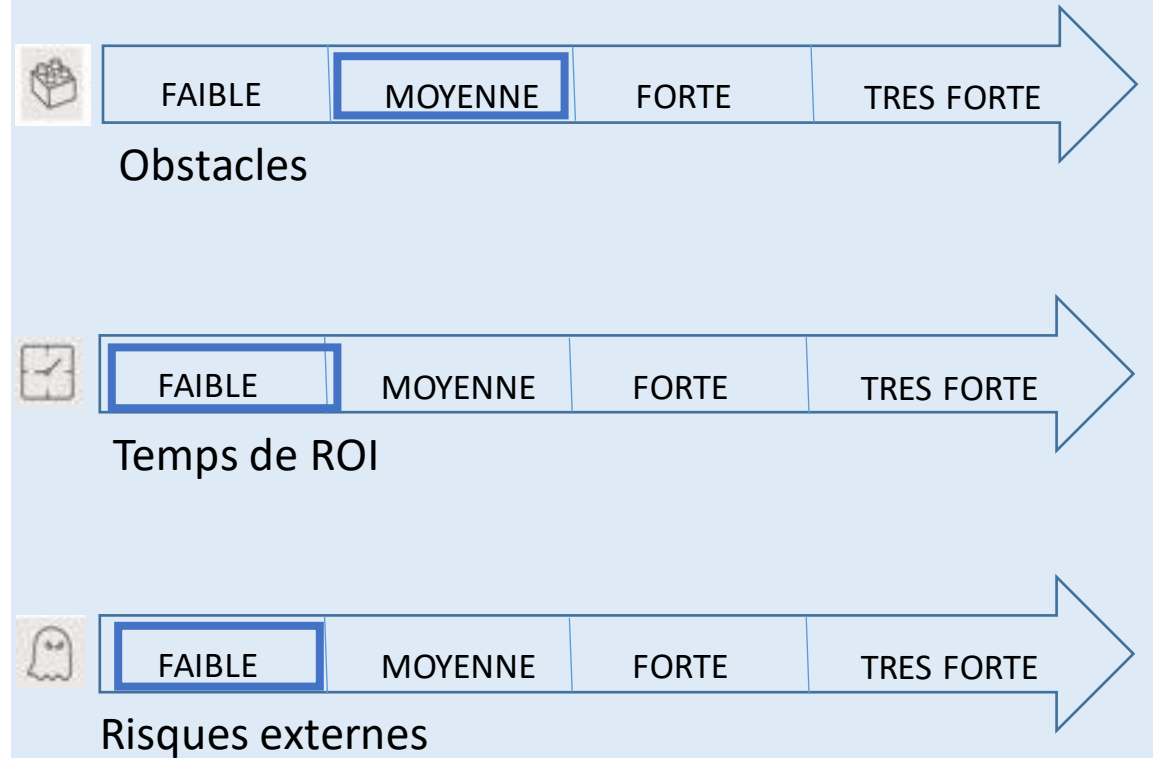 FAIBLE MOYENNE FORTE TRES FORTE
Obstacles
FAIBLE MOYENNE FORTE TRES FORTE
Temps de ROI
FAIBLE MOYENNE FORTE TRES FORTE
Risques externes